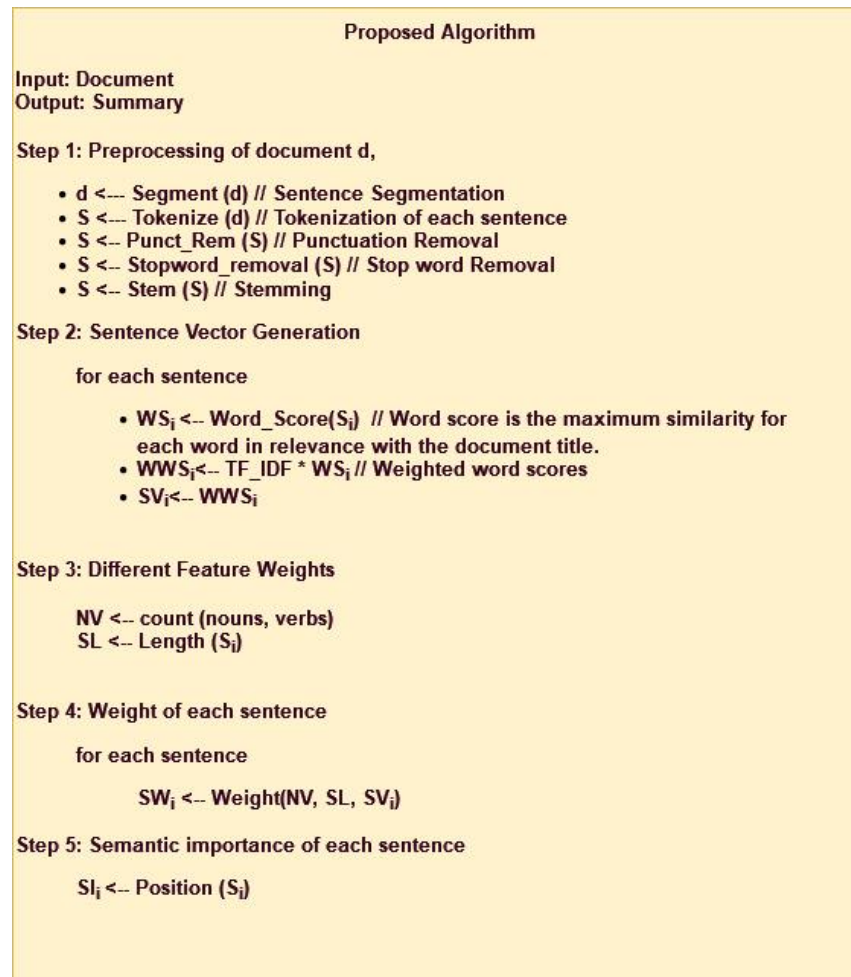 Proposed Algorithm
Input: Document
Output: Summary
Step 1: Preprocessing of document d,
• d <--- Segment (d) // Sentence Segmentation
• S <--- Tokenize (d) // Tokenization of each sentence
• S <-- Punct_Rem (S) // Punctuation Removal
• S <-- Stopword_removal (S) // Stop word Removal
• S <-- Stem (S) // Stemming
Step 2: Sentence Vector Generation
for each sentence
• WSi <-- Word_Score(Si) // Word score is the maximum similarity for
each word in relevance with the document title.
• WWSi<-- TF_IDF * WSi // Weighted word scores
• SVi<-- WWSi
Step 3: Different Feature Weights
NV <-- count (nouns, verbs)
SL <-- Length (Si)
Step 4: Weight of each sentence
for each sentence
SWi <-- Weight(NV, SL, SVi)
Step 5: Semantic importance of each sentence
SIi <-- Position (Si)